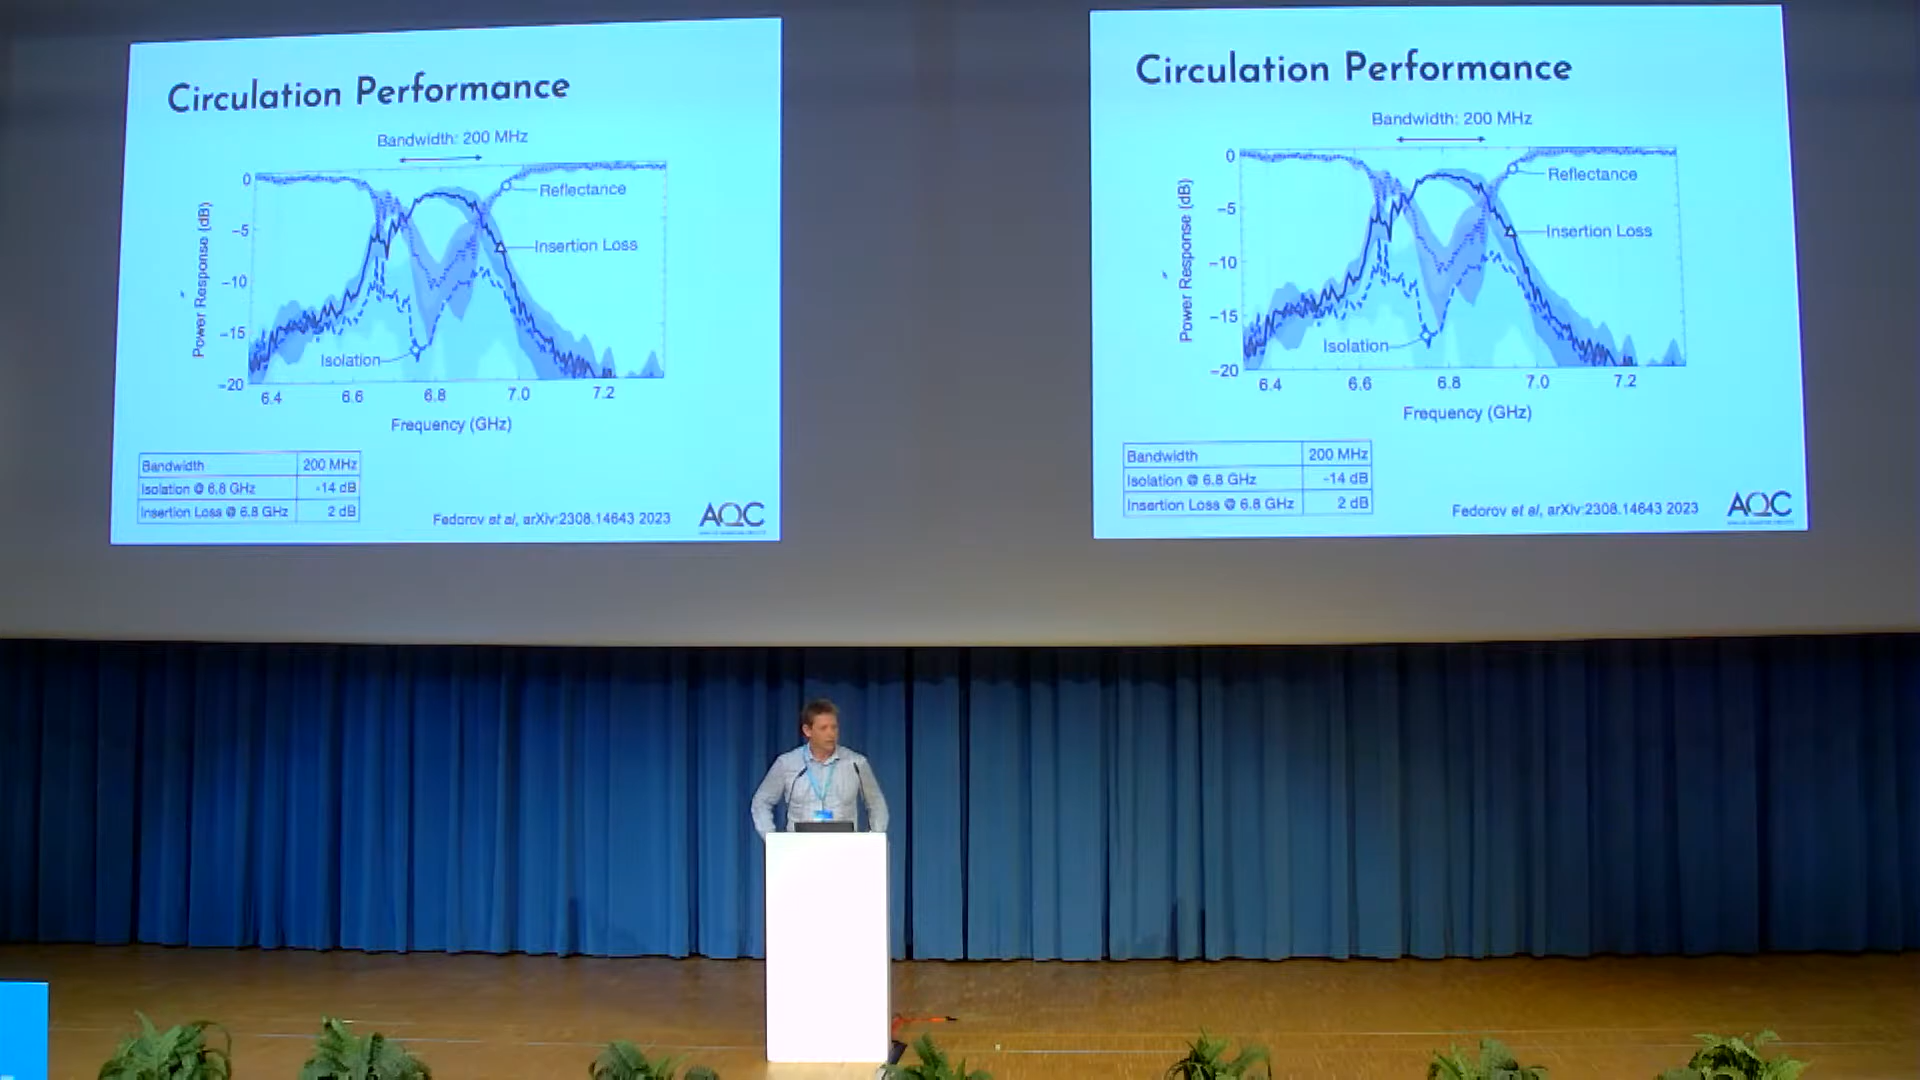 Circulation Performance
Bandwidth: 200 MHz
0
Reflectance
−5
Insertion Loss
−10
−15
Isolation
−20
Power Response (dB)
6.4 6.6 6.8 7.0 7.2
Frequency (GHz)
Bandwidth 200 MHz
Isolation @ 6.8 GHz -14 dB
Insertion Loss @ 6.8 GHz 2 dB
Fedorov et al, arXiv:2308.14643 2023
AQC
Circulation Performance
Bandwidth: 200 MHz
0
Reflectance
−5
Insertion Loss
−10
−15
Isolation
−20
Power Response (dB)
6.4 6.6 6.8 7.0 7.2
Frequency (GHz)
Bandwidth 200 MHz
Isolation @ 6.8 GHz -14 dB
Insertion Loss @ 6.8 GHz 2 dB
Fedorov et al, arXiv:2308.14643 2023
AQC